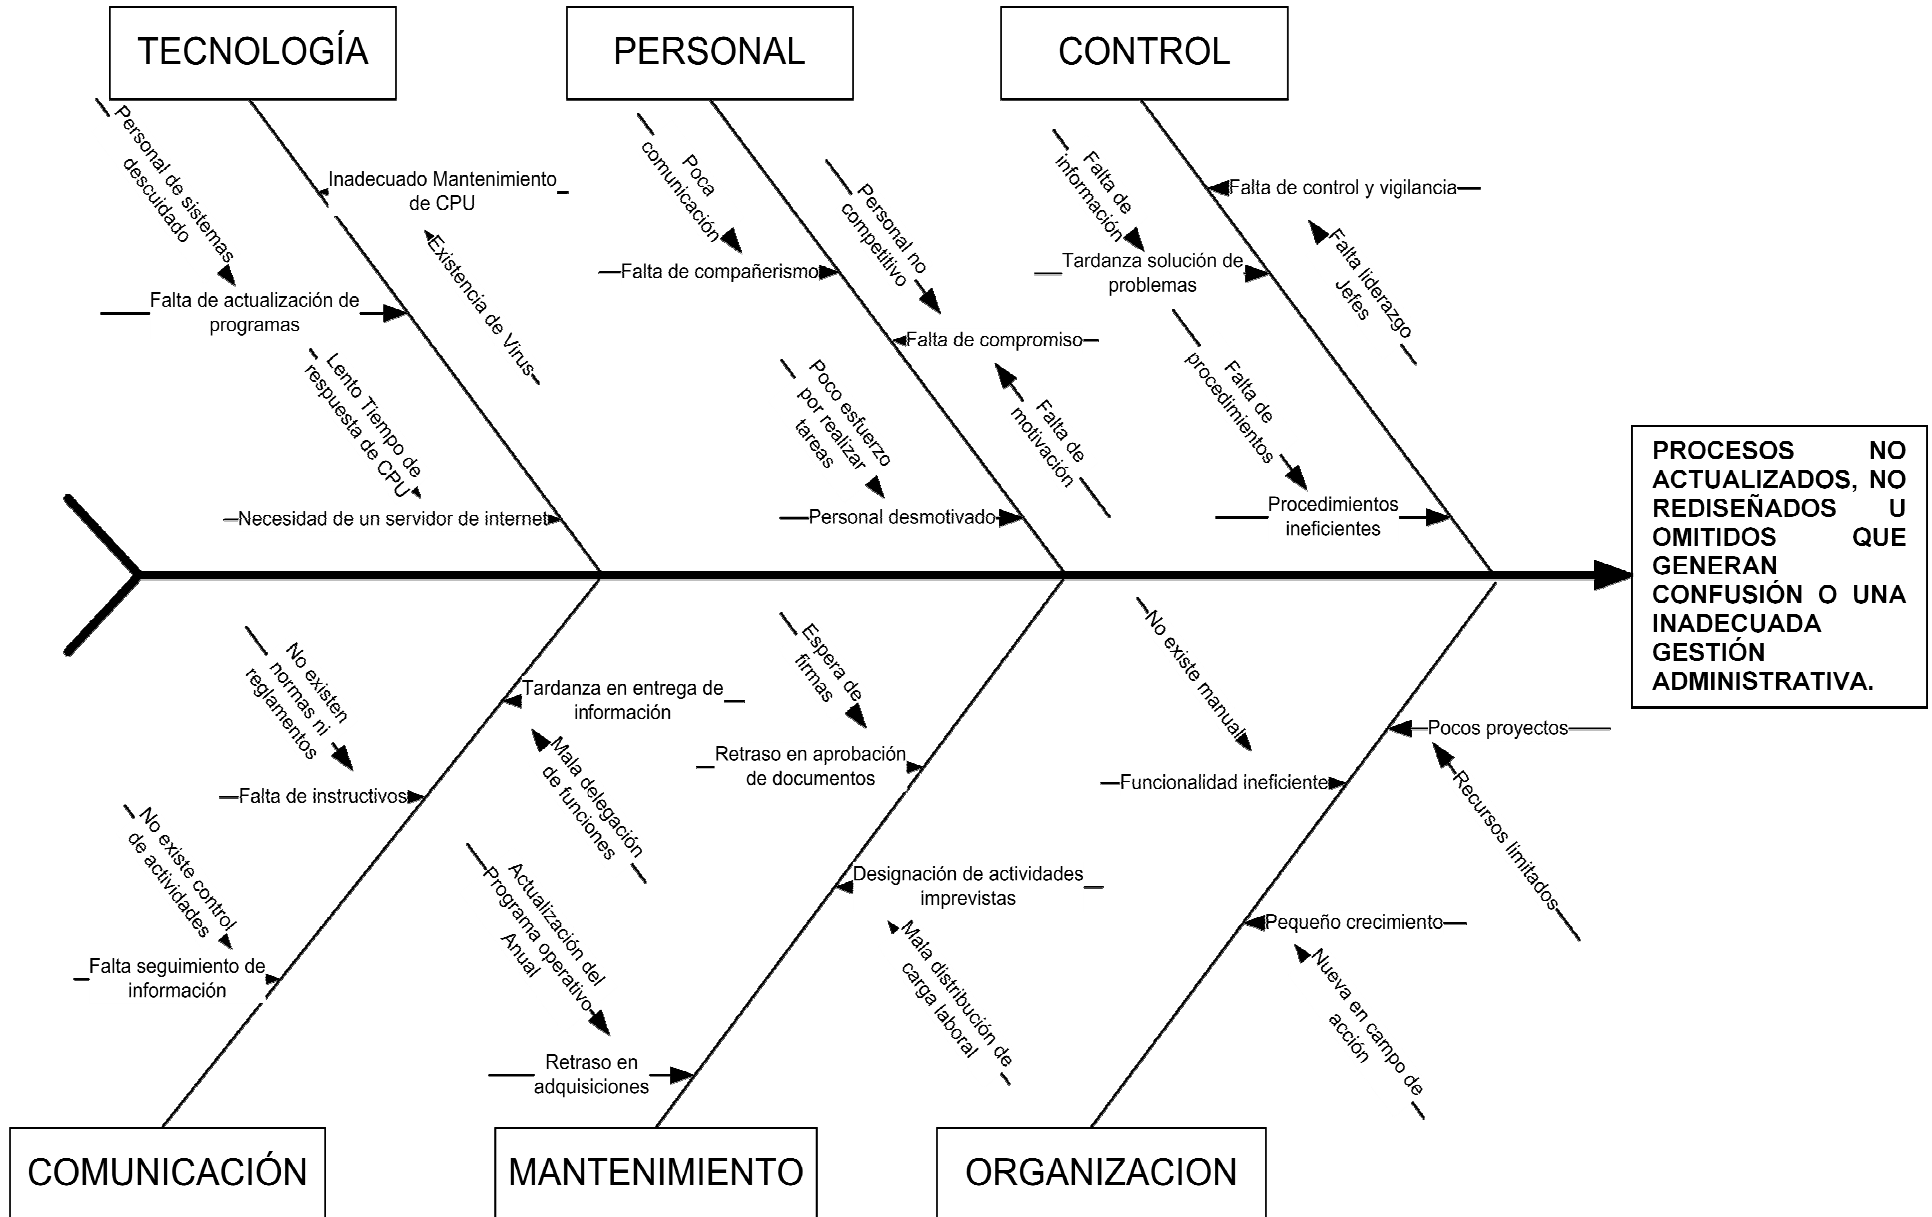 TECNOLOGÍA
PERSONAL
CONTROL
Personal de sistemas
descuidado
Inadecuado Mantenimiento
de CPU
Existencia de Virus
Falta de actualización de
programas
Lento Tiempo de
respuesta de CPU
Necesidad de un servidor de internet
Poca
comunicación
Falta de compañerismo
Personal no
competitivo
Falta de compromiso
Poco esfuerzo
por realizar
tareas
Falta de
motivación
Personal desmotivado
Falta de
información
Falta de control y vigilancia
Tardanza solución de
problemas
Falta liderazgo
Jefes
Falta de
procedimientos
Procedimientos
ineficientes
PROCESOS NO
ACTUALIZADOS, NO
REDISEÑADOS U
OMITIDOS QUE
GENERAN
CONFUSIÓN O UNA
INADECUADA
GESTIÓN
ADMINISTRATIVA.
No existen
normas ni
reglamentos
Tardanza en entrega de
información
Falta de instructivos
Mala delegación
de funciones
No existe control
de actividades
Falta seguimiento de
información
Espera de
firmas
Retraso en aprobación
de documentos
Designación de actividades
imprevistas
Actualización del
Programa operativo
Anual
Mala distribución de
carga laboral
Retraso en
adquisiciones
No existe manual
Pocos proyectos
Funcionalidad ineficiente
Recursos limitados
Pequeño crecimiento
Nueva en campo de
acción
COMUNICACIÓN
MANTENIMIENTO
ORGANIZACION